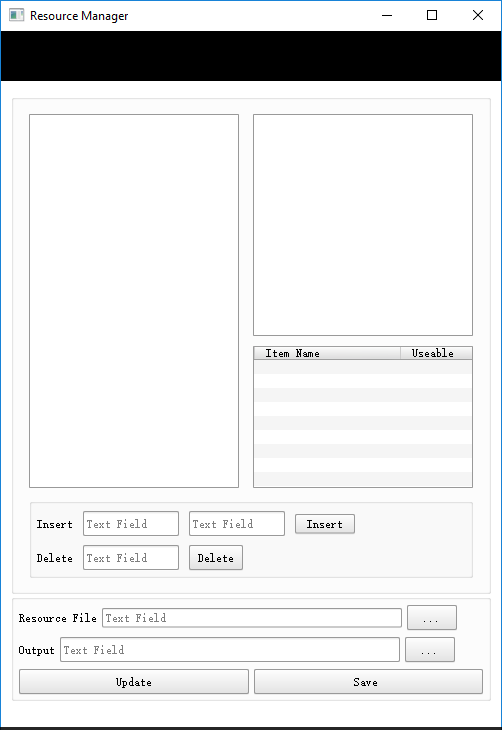 Resource Manager
Item Name Useable
Insert Text Field Text Field Insert
Delete Text Field Delete
Resource File Text Field ...
Output Text Field ...
Update Save